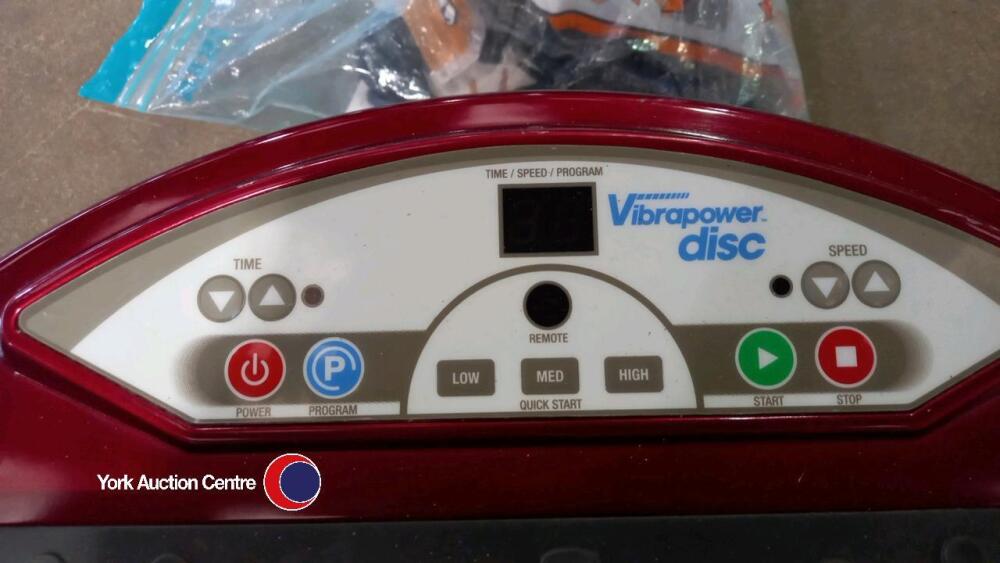 TIME / SPEED / PROGRAM
Vibrapower
disc
TIME
SPEED
REMOTE
LOW
MED
HIGH
QUICK START
P
POWER
PROGRAM
START
STOP
York Auction Centre